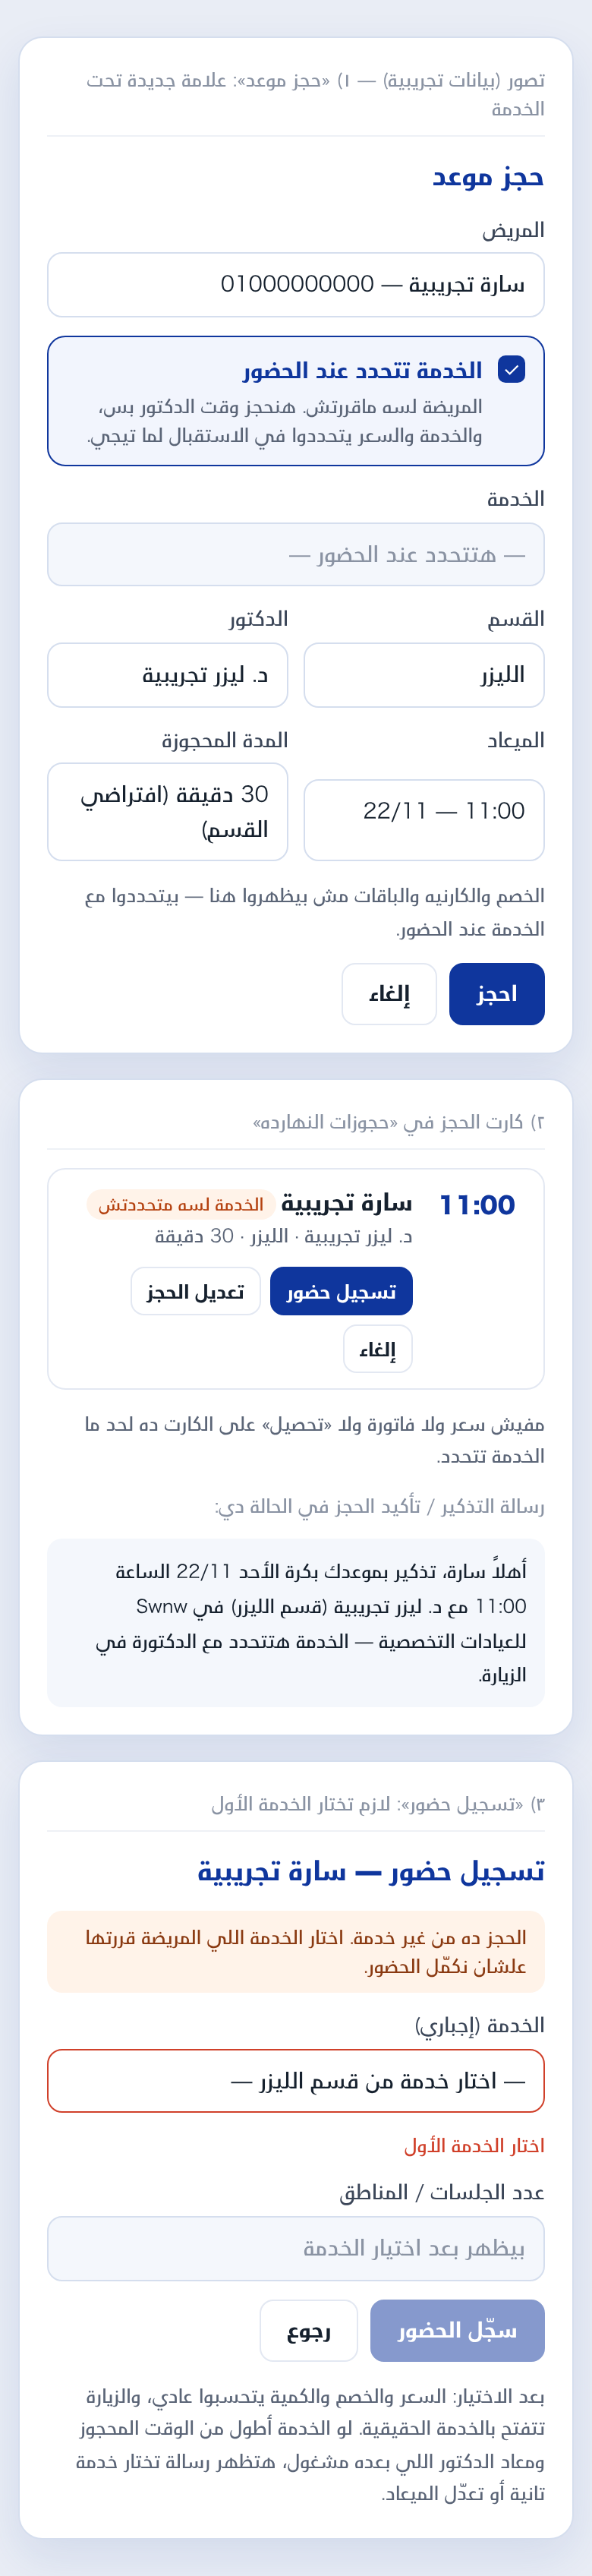 تصور (بيانات تجريبية) — ١) «حجز موعد»: علامة جديدة تحت
الخدمة
حجز موعد
المريض
سارة تجريبية — 01000000000
الخدمة تتحدد عند الحضور
المريضة لسه ماقررتش. هنحجز وقت الدكتور بس،
والخدمة والسعر يتحددوا في الاستقبال لما تيجي.
الخدمة
— هتتحدد عند الحضور —
القسم
الدكتور
الليزر
د. ليزر تجريبية
الميعاد
المدة المحجوزة
22/11 — 11:00
30 دقيقة (افتراضي
القسم)
الخصم والكارنيه والباقات مش بيظهروا هنا — بيتحددوا مع
الخدمة عند الحضور.
احجز
إلغاء
٢) كارت الحجز في «حجوزات النهارده»
11:00
سارة تجريبية الخدمة لسه متحددتش
د. ليزر تجريبية · الليزر · 30 دقيقة
تسجيل حضور
تعديل الحجز
إلغاء
مفيش سعر ولا فاتورة ولا «تحصيل» على الكارت ده لحد ما
الخدمة تتحدد.
رسالة التذكير / تأكيد الحجز في الحالة دي:
أهلاً سارة، تذكير بموعدك بكرة الأحد 22/11 الساعة
11:00 مع د. ليزر تجريبية (قسم الليزر) في Swnw
للعيادات التخصصية — الخدمة هتتحدد مع الدكتورة في
الزيارة.
٣) «تسجيل حضور»: لازم تختار الخدمة الأول
تسجيل حضور — سارة تجريبية
الحجز ده من غير خدمة. اختار الخدمة اللي المريضة قررتها
علشان نكمّل الحضور.
الخدمة (إجباري)
— اختار خدمة من قسم الليزر —
اختار الخدمة الأول
عدد الجلسات / المناطق
بيظهر بعد اختيار الخدمة
سجّل الحضور
رجوع
بعد الاختيار: السعر والخصم والكمية يتحسبوا عادي، والزيارة
تتفتح بالخدمة الحقيقية. لو الخدمة أطول من الوقت المحجوز
ومعاد الدكتور اللي بعده مشغول، هتظهر رسالة تختار خدمة
تانية أو تعدّل الميعاد.